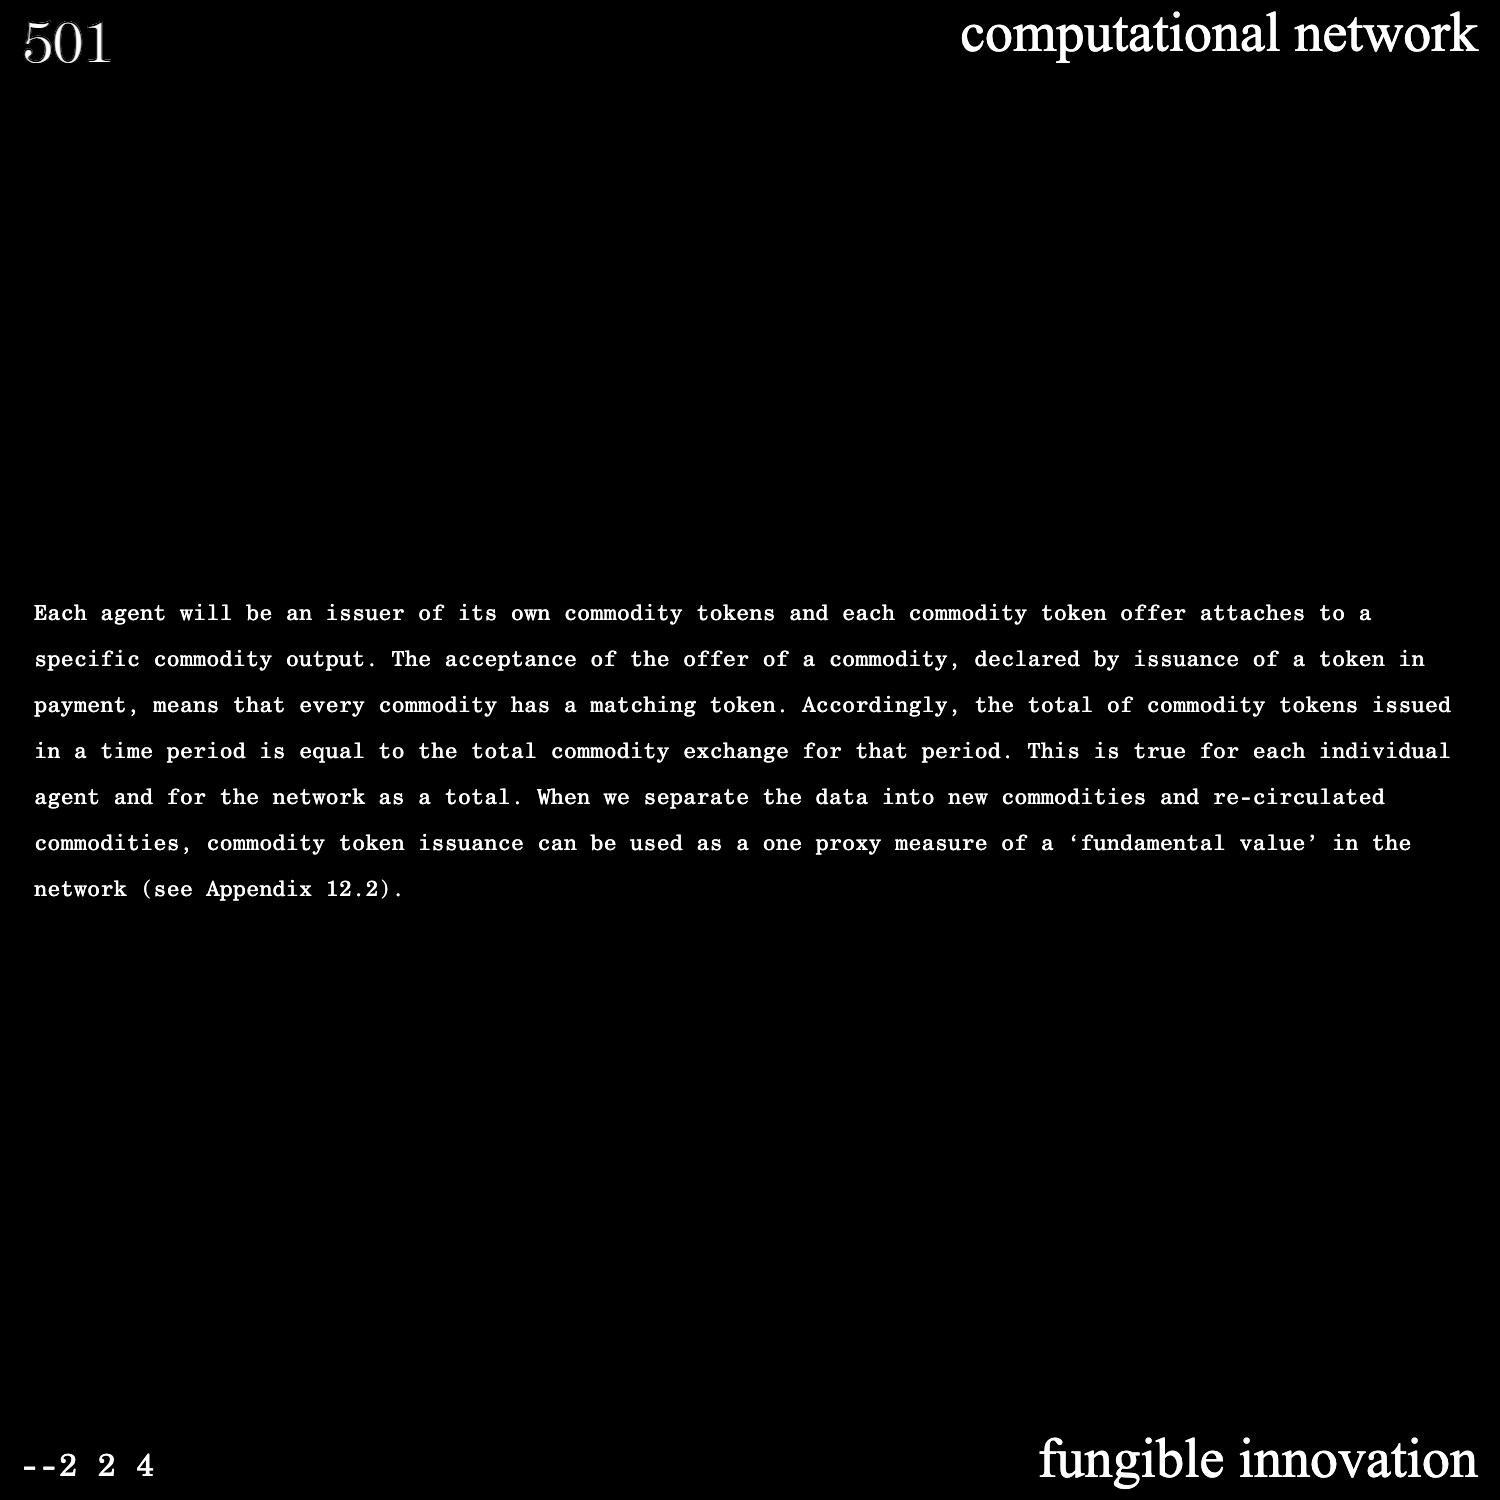 501
computational network
Each agent will be an issuer of its own commodity tokens and each commodity token offer attaches to a
specific commodity output. The acceptance of the offer of a commodity, declared by issuance of a token in
payment, means that every commodity has a matching token. Accordingly, the total of commodity tokens issued
in a time period is equal to the total commodity exchange for that period. This is true for each individual
agent and for the network as a total. When we separate the data into new commodities and re-circulated
commodities, commodity token issuance can be used as a one proxy measure of a ‘fundamental value’ in the
network (see Appendix 12.2).
--2 2 4
fungible innovation